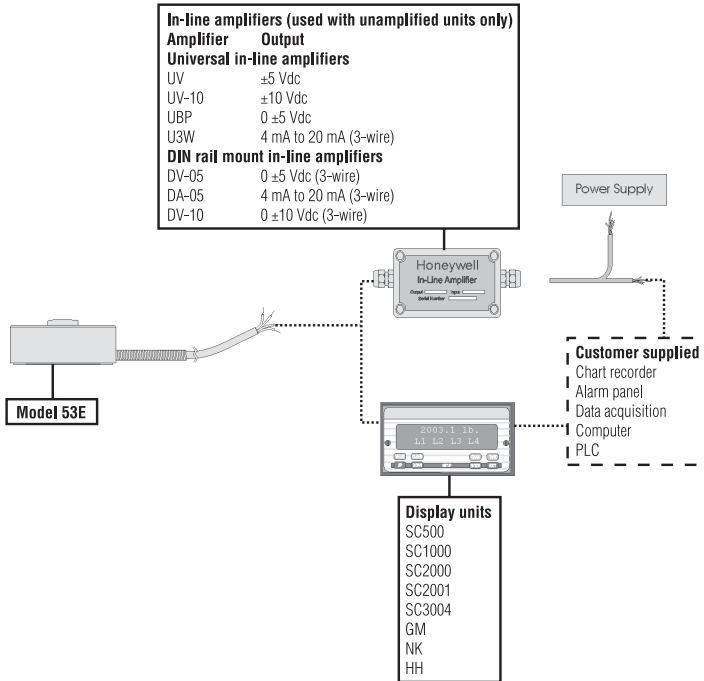 In-line amplifiers (used with unamplified units only)
Amplifier Output
Universal in-line amplifiers
UV ±5 Vdc
UV-10 ±10 Vdc
UBP 0 ±5 Vdc
U3W 4 mA to 20 mA (3-wire)
DIN rail mount in-line amplifiers
DV-05 0 ±5 Vdc (3-wire)
DA-05 4 mA to 20 mA (3-wire)
DV-10 0 ±10 Vdc (3-wire)
Power Supply
Honeywell
In-Line Amplifier
Output Input
Serial Number
Model 53E
Customer supplied
Chart recorder
Alarm panel
Data acquisition
Computer
PLC
2003.1 lb.
L1 L2 L3 L4
Display units
SC500
SC1000
SC2000
SC2001
SC3004
GM
NK
HH